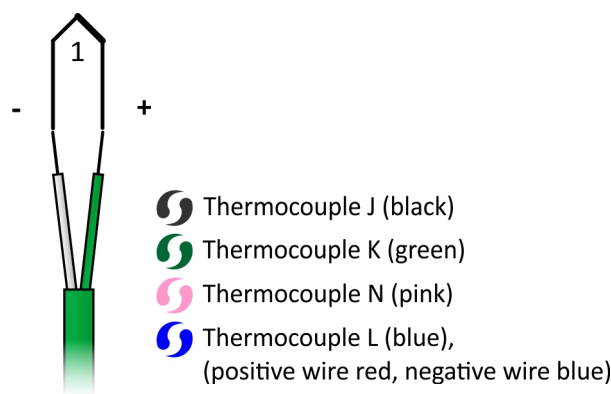 1
- +
Thermocouple J (black)
Thermocouple K (green)
Thermocouple N (pink)
Thermocouple L (blue),
(positive wire red, negative wire blue)